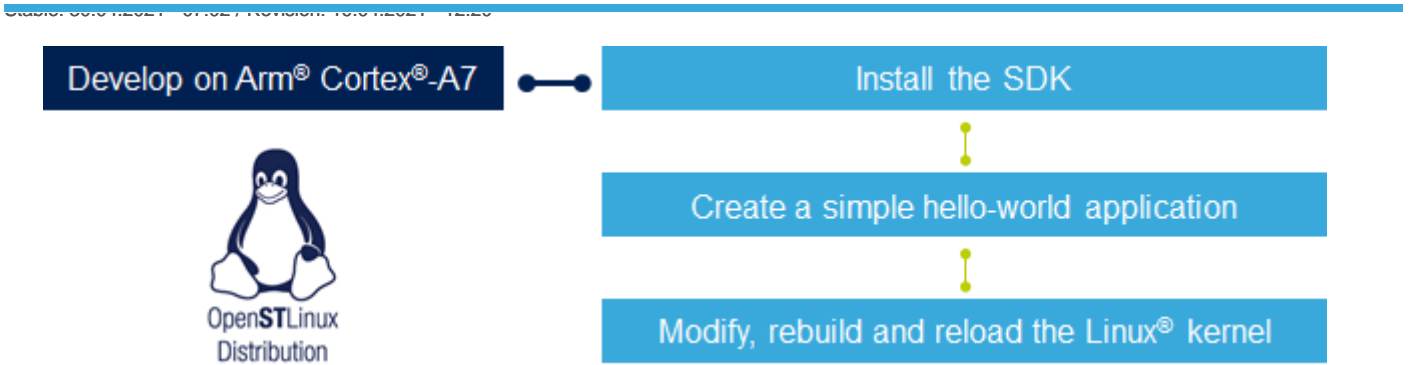 Develop on Arm® Cortex®-A7
Install the SDK
Create a simple hello-world application
OpenSTLinux
Distribution
Modify, rebuild and reload the Linux® kernel